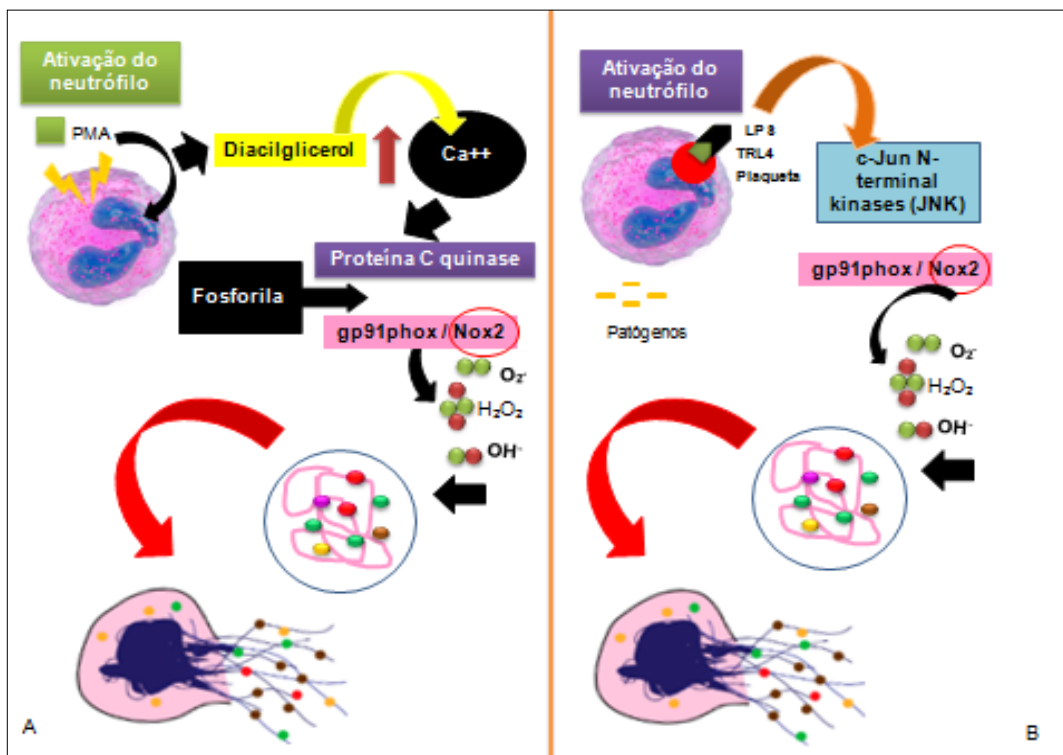 Ativação do
neutrófilo
PMA
Diacilglicerol
Ca++
Proteína C quinase
Fosforila
gp91phox / Nox2
O₂⁻
H₂O₂
OH⁻
A
Ativação do
neutrófilo
LP 8
TRL4
Plaqueta
c-Jun N-
terminal
kinases (JNK)
gp91phox / Nox2
Patógenos
O₂⁻
H₂O₂
OH⁻
B